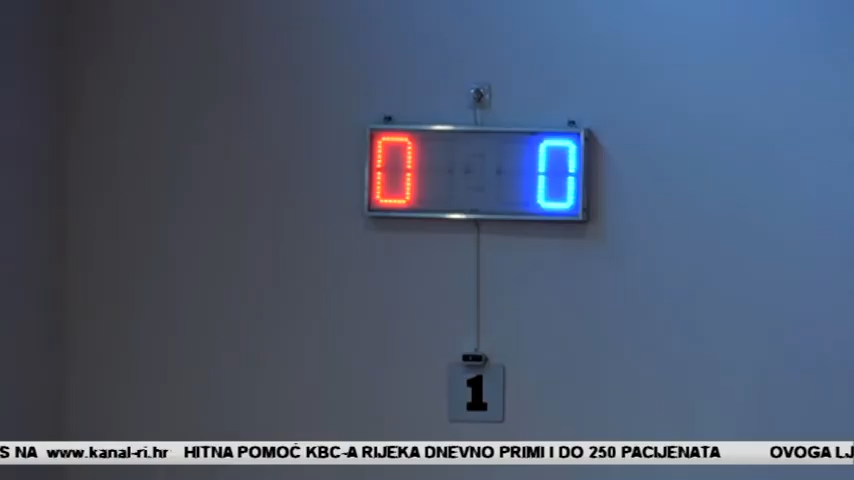 0 0
1
S NA www.kanal-ri.hr HITNA POMOĆ KBC-A RIJEKA DNEVNO PRIMI I DO 250 PACIJENATA OVOGA LJ